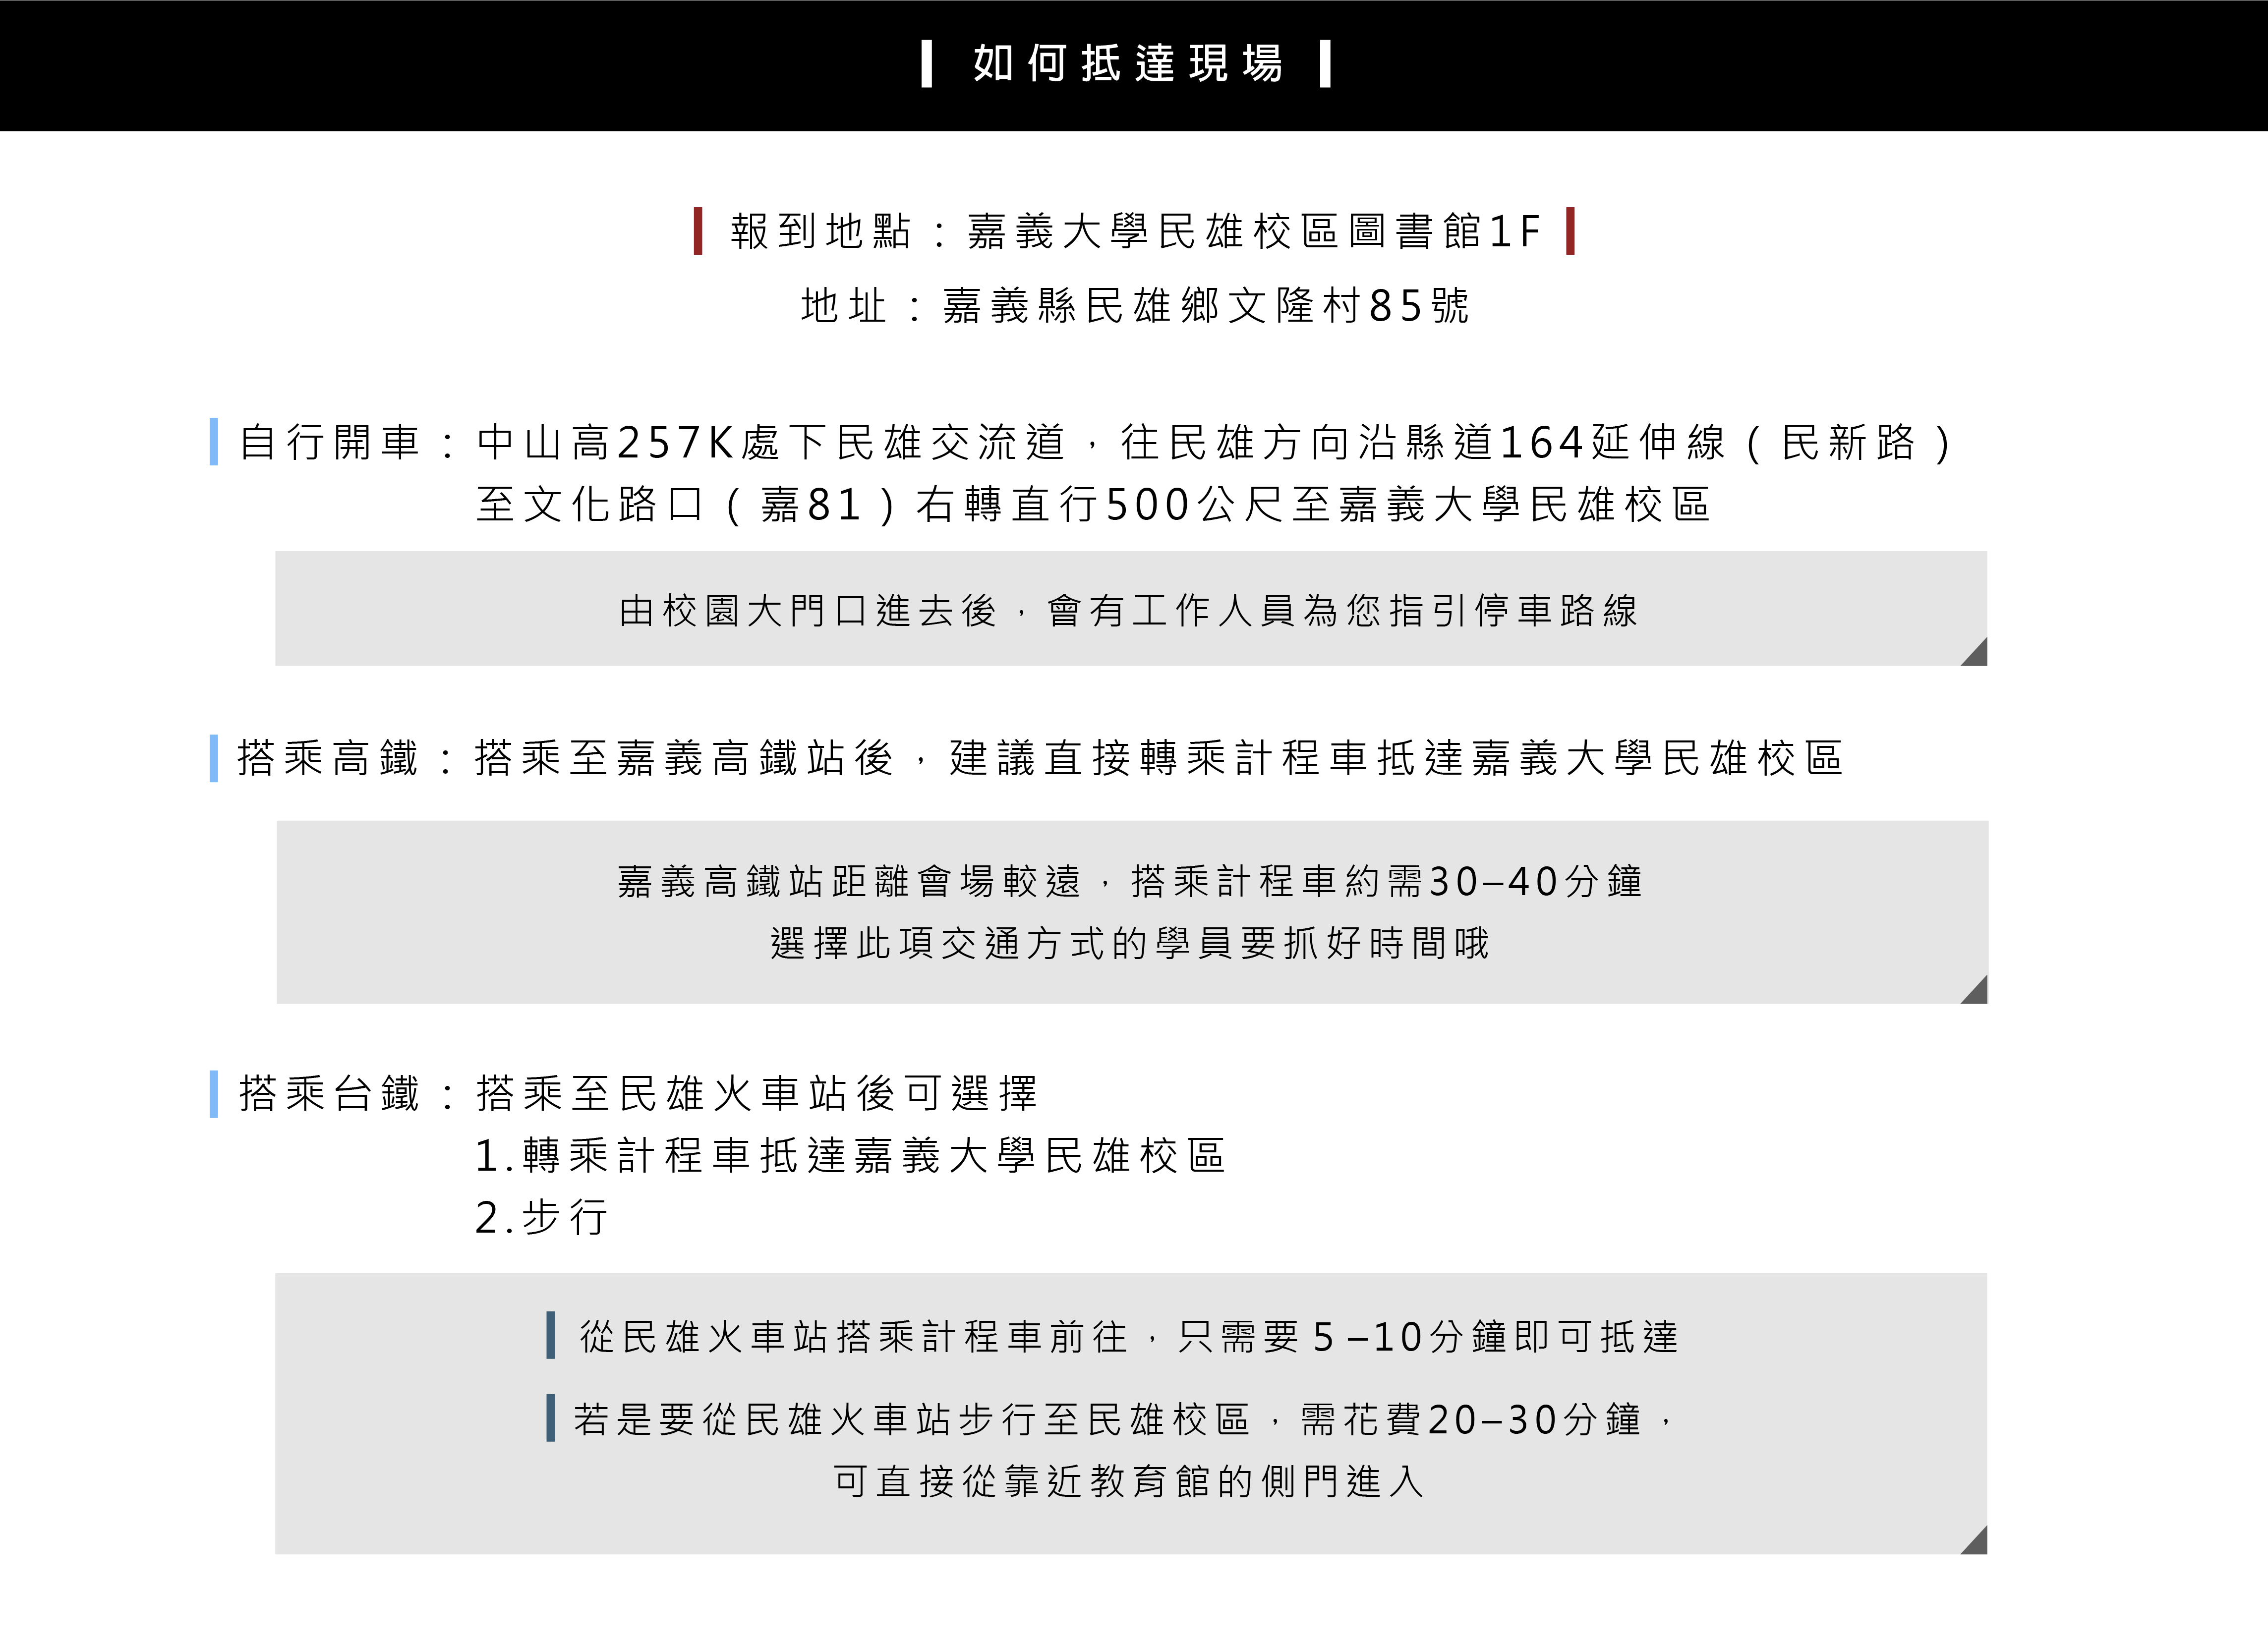 如何抵達現場
報到地點：嘉義大學民雄校區圖書館1F
地址：嘉義縣民雄鄉文隆村85號
自行開車：中山高257K處下民雄交流道，往民雄方向沿縣道164延伸線（民新路）
至文化路口（嘉81）右轉直行500公尺至嘉義大學民雄校區
由校園大門口進去後，會有工作人員為您指引停車路線
搭乘高鐵：搭乘至嘉義高鐵站後，建議直接轉乘計程車抵達嘉義大學民雄校區
嘉義高鐵站距離會場較遠，搭乘計程車約需30–40分鐘
選擇此項交通方式的學員要抓好時間哦
搭乘台鐵：搭乘至民雄火車站後可選擇
1.轉乘計程車抵達嘉義大學民雄校區
2.步行
從民雄火車站搭乘計程車前往，只需要5–10分鐘即可抵達
若是要從民雄火車站步行至民雄校區，需花費20–30分鐘，
可直接從靠近教育館的側門進入